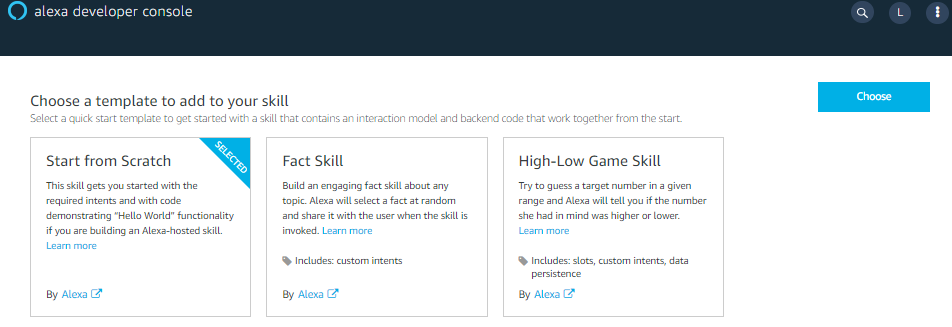 alexa developer console
L
Choose a template to add to your skill
Choose
Select a quick start template to get started with a skill that contains an interaction model and backend code that work together from the start.
Start from Scratch
SELECTED
This skill gets you started with the
required intents and with code
demonstrating “Hello World” functionality
if you are building an Alexa-hosted skill.
Learn more
By Alexa
Fact Skill
Build an engaging fact skill about any
topic. Alexa will select a fact at random
and share it with the user when the skill is
invoked. Learn more
Includes: custom intents
By Alexa
High-Low Game Skill
Try to guess a target number in a given
range and Alexa will tell you if the number
she had in mind was higher or lower.
Learn more
Includes: slots, custom intents, data
persistence
By Alexa